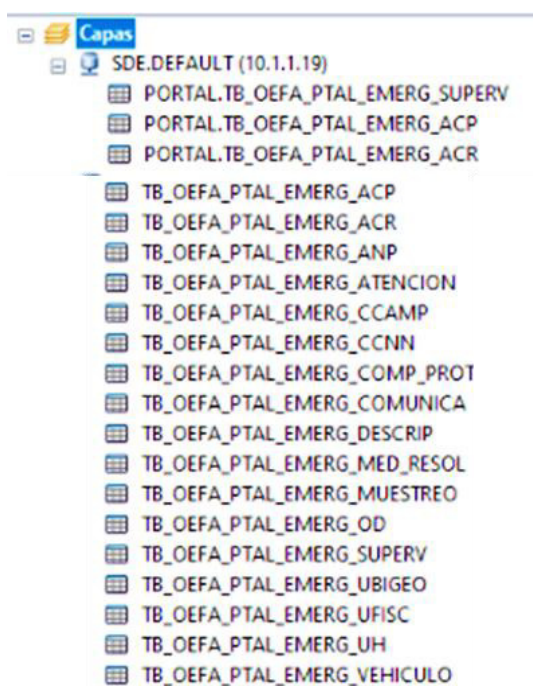 Capas
SDE.DEFAULT (10.1.1.19)
PORTAL.TB_OEFA_PTAL_EMERG_SUPERV
PORTAL.TB_OEFA_PTAL_EMERG_ACP
PORTAL.TB_OEFA_PTAL_EMERG_ACR
TB_OEFA_PTAL_EMERG_ACP
TB_OEFA_PTAL_EMERG_ACR
TB_OEFA_PTAL_EMERG_ANP
TB_OEFA_PTAL_EMERG_ATENCION
TB_OEFA_PTAL_EMERG_CCAMP
TB_OEFA_PTAL_EMERG_CCNN
TB_OEFA_PTAL_EMERG_COMP_PROT
TB_OEFA_PTAL_EMERG_COMUNICA
TB_OEFA_PTAL_EMERG_DESCRIP
TB_OEFA_PTAL_EMERG_MED_RESOL
TB_OEFA_PTAL_EMERG_MUESTREO
TB_OEFA_PTAL_EMERG_OD
TB_OEFA_PTAL_EMERG_SUPERV
TB_OEFA_PTAL_EMERG_UBIGEO
TB_OEFA_PTAL_EMERG_UFISC
TB_OEFA_PTAL_EMERG_UH
TB_OEFA_PTAL_EMERG_VEHICULO